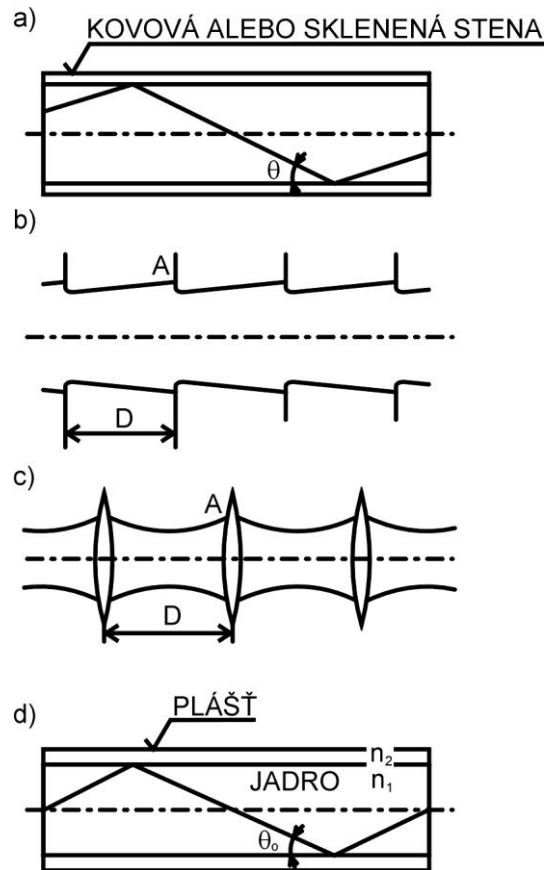 a)
KOVOVÁ ALEBO SKLENENÁ STENA
θ
b)
A
D
c)
A
D
d)
PLÁŠŤ
n₂
JADRO n₁
θₒ